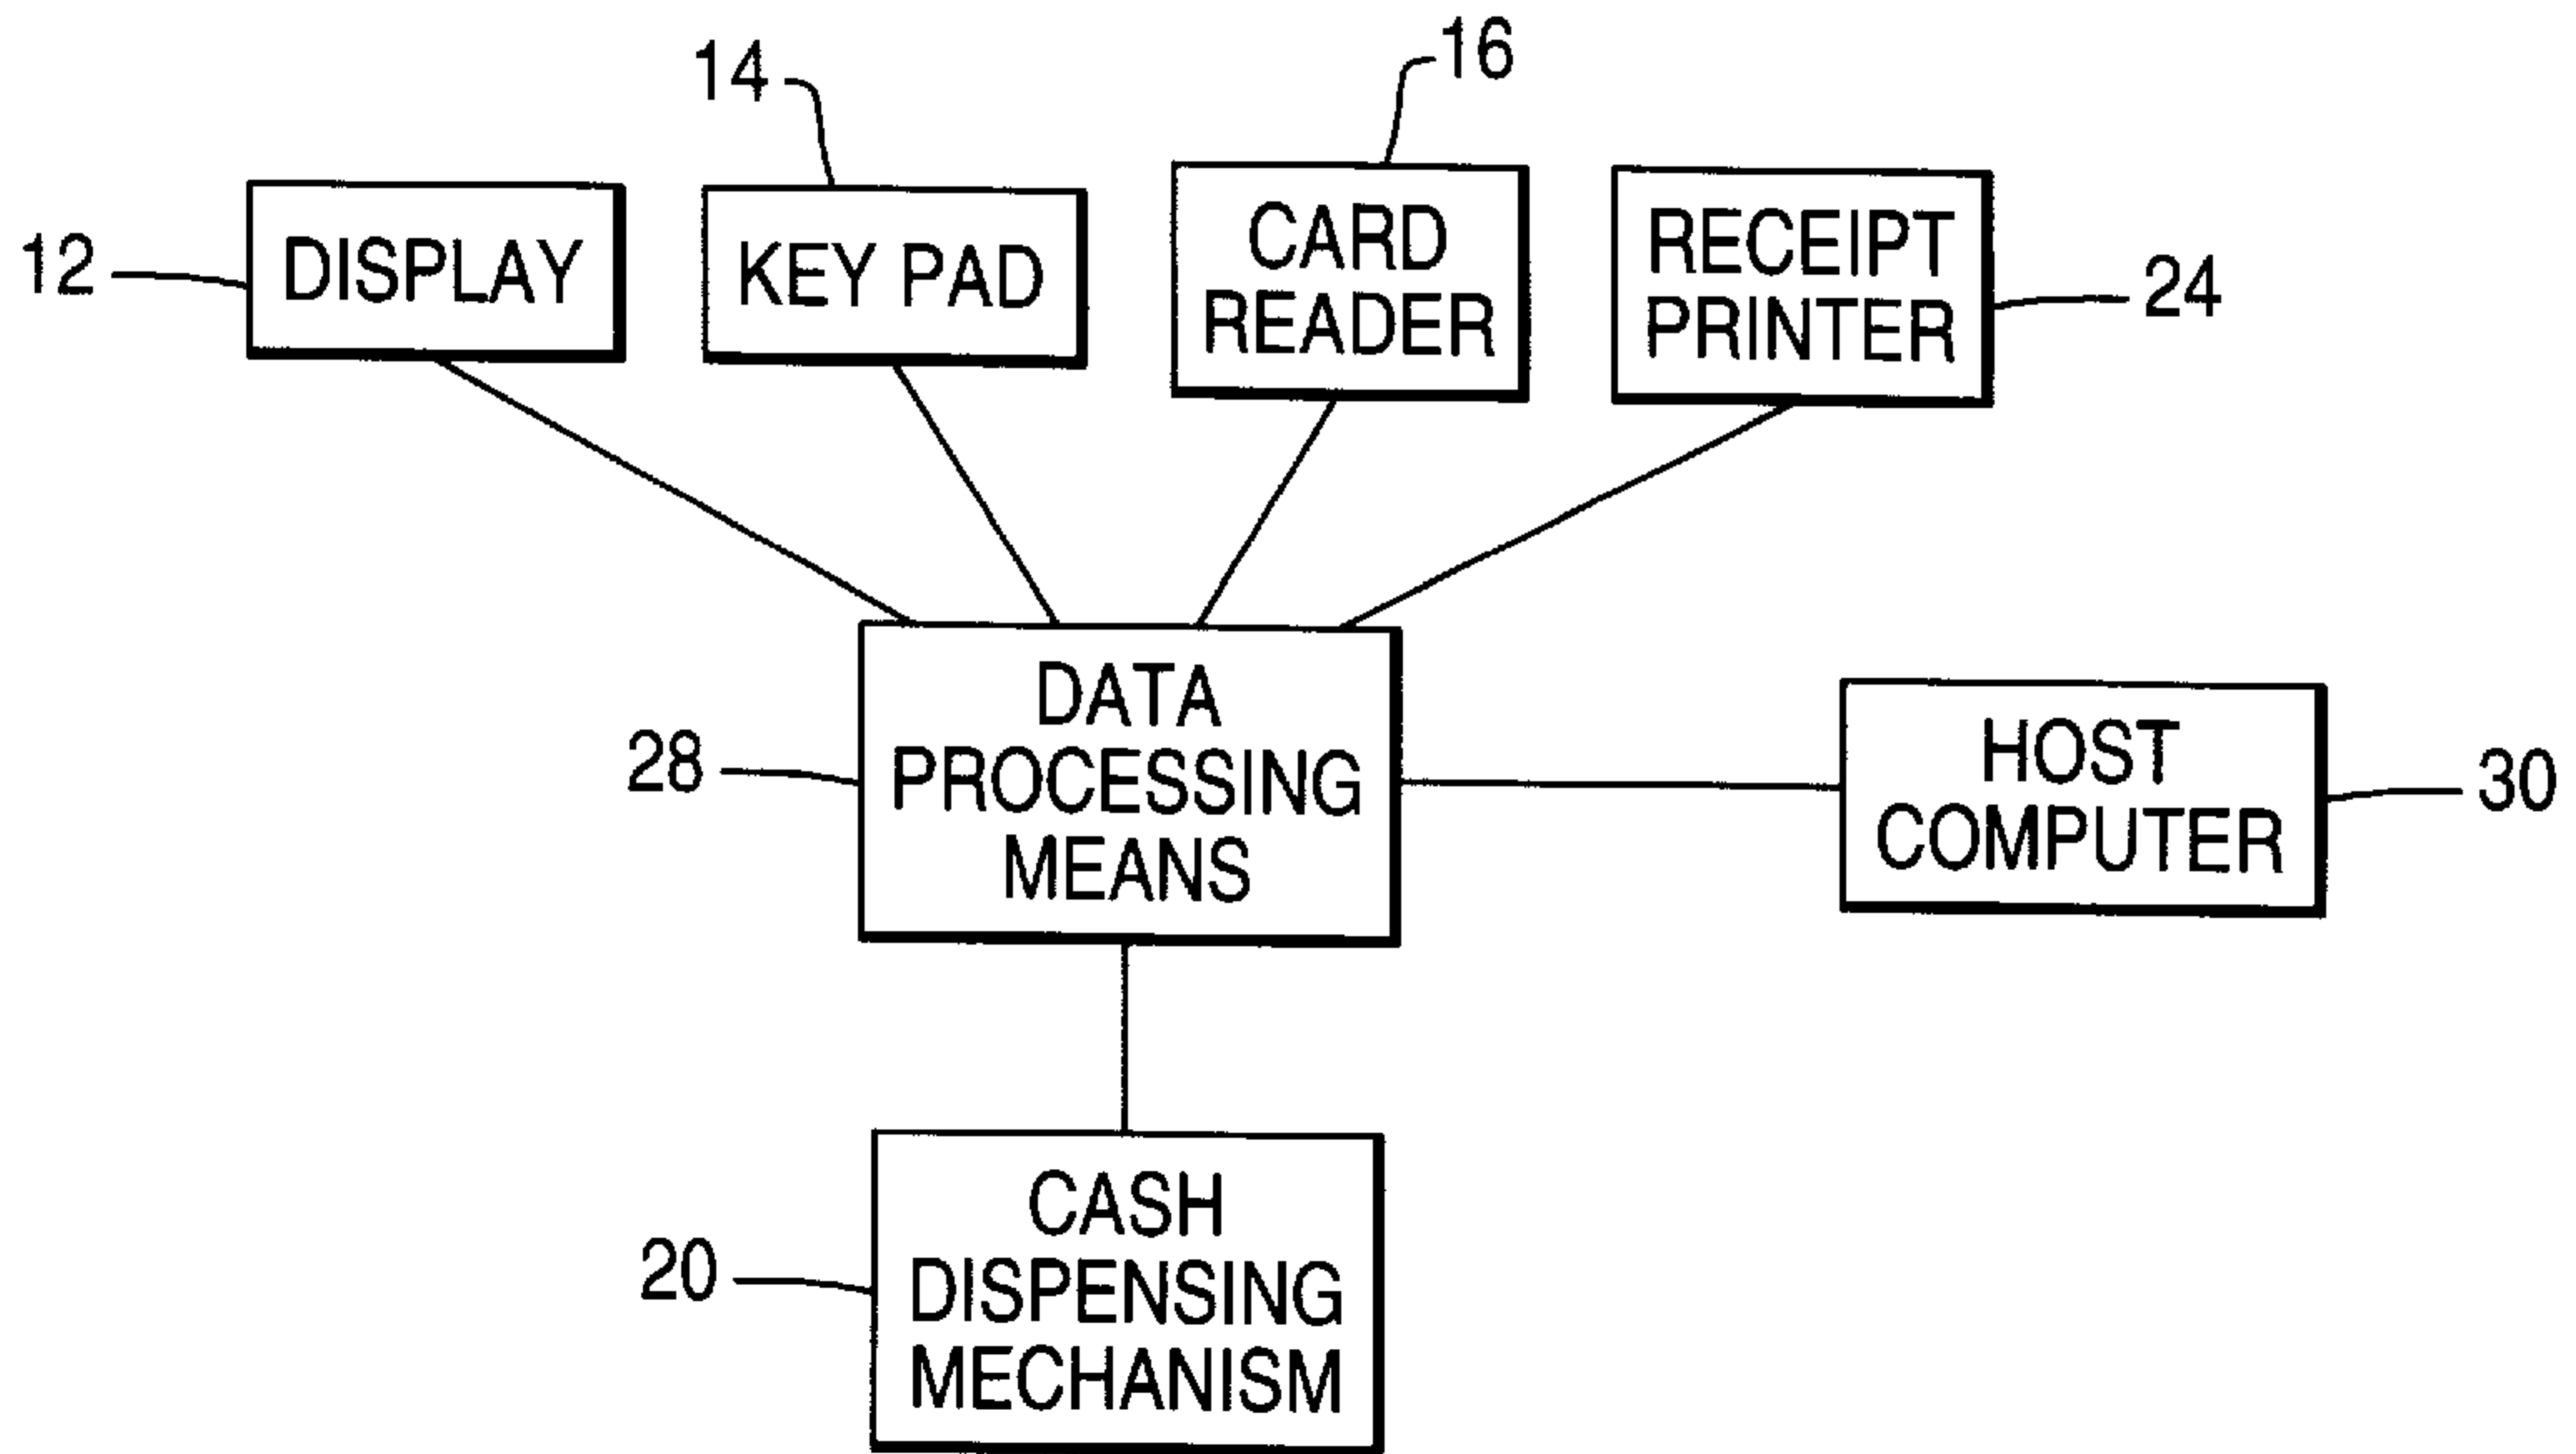 14
16
12
DISPLAY
KEY PAD
CARD
READER
RECEIPT
PRINTER
24
28
DATA
PROCESSING
MEANS
HOST
COMPUTER
30
20
CASH
DISPENSING
MECHANISM